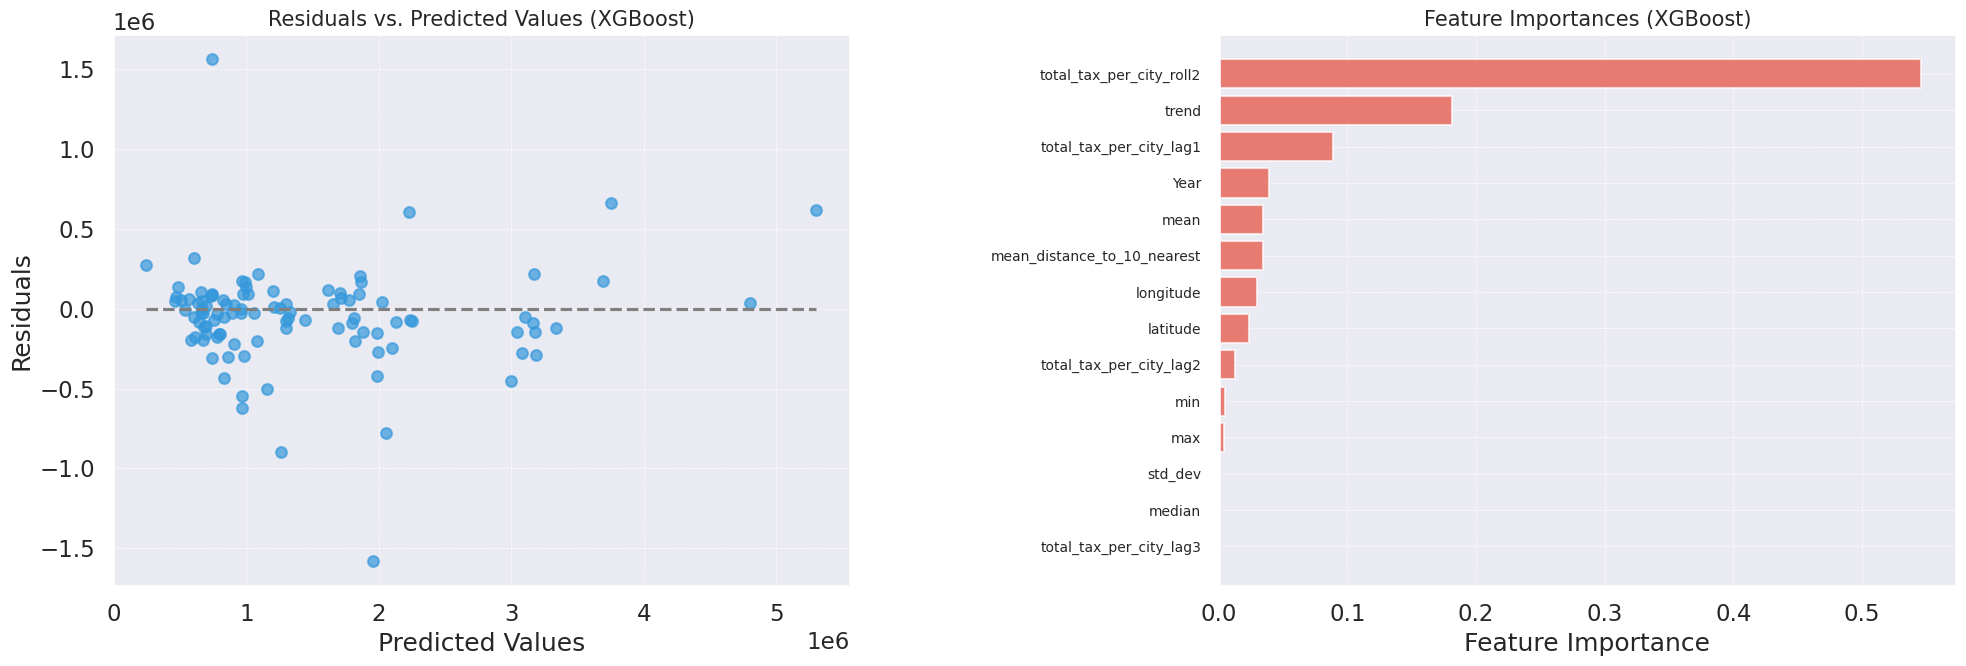 Residuals vs. Predicted Values (XGBoost)
1e6
1.5
1.0
0.5
0.0
−0.5
−1.0
−1.5
Residuals
0 1 2 3 4 5
1e6
Predicted Values
Feature Importances (XGBoost)
total_tax_per_city_roll2
trend
total_tax_per_city_lag1
Year
mean
mean_distance_to_10_nearest
longitude
latitude
total_tax_per_city_lag2
min
max
std_dev
median
total_tax_per_city_lag3
0.0 0.1 0.2 0.3 0.4 0.5
Feature Importance